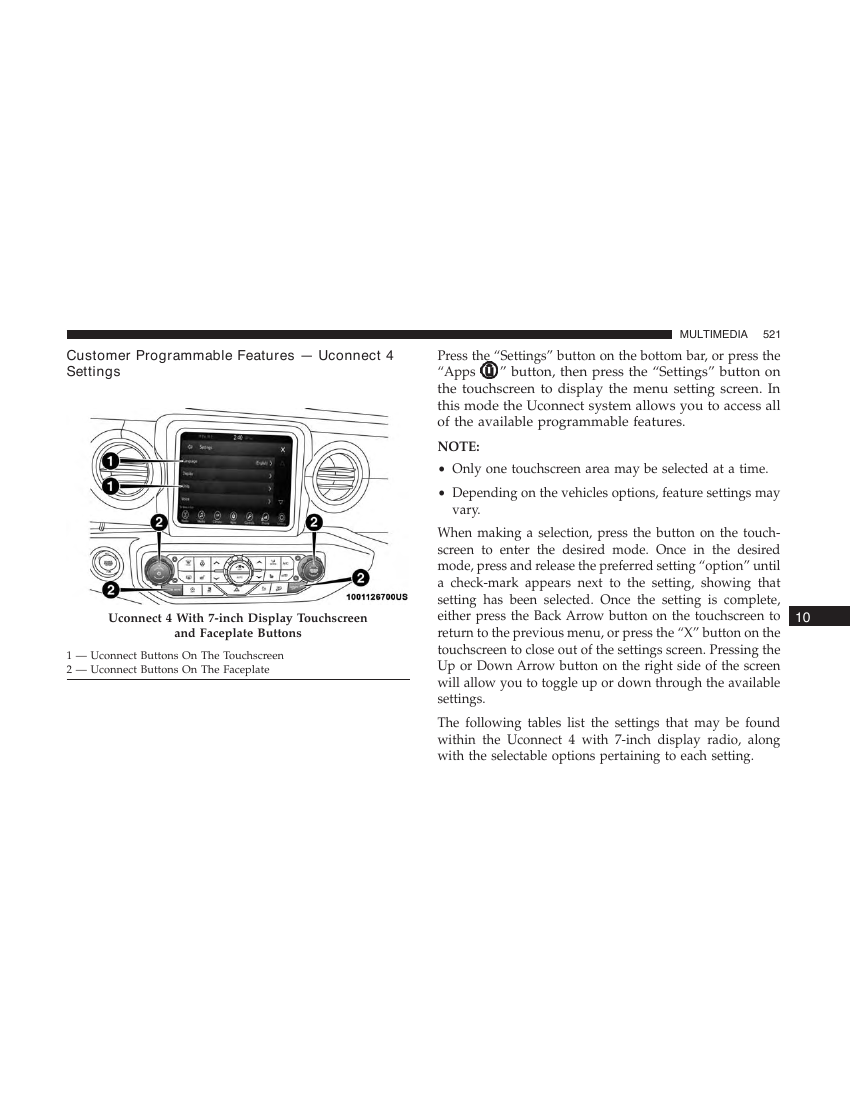 MULTIMEDIA 521
Customer Programmable Features — Uconnect 4
Settings
2:46
Settings
X
Language
English
Display
1
1
2
2
2
2
1001126700US
Uconnect 4 With 7-inch Display Touchscreen
and Faceplate Buttons
1 — Uconnect Buttons On The Touchscreen
2 — Uconnect Buttons On The Faceplate
Press the “Settings” button on the bottom bar, or press the
“Apps ” button, then press the “Settings” button on
the touchscreen to display the menu setting screen. In
this mode the Uconnect system allows you to access all
of the available programmable features.
NOTE:
• Only one touchscreen area may be selected at a time.
• Depending on the vehicles options, feature settings may
vary.
When making a selection, press the button on the touch-
screen to enter the desired mode. Once in the desired
mode, press and release the preferred setting “option” until
a check-mark appears next to the setting, showing that
setting has been selected. Once the setting is complete,
either press the Back Arrow button on the touchscreen to
return to the previous menu, or press the “X” button on the
touchscreen to close out of the settings screen. Pressing the
Up or Down Arrow button on the right side of the screen
will allow you to toggle up or down through the available
settings.
The following tables list the settings that may be found
within the Uconnect 4 with 7-inch display radio, along
with the selectable options pertaining to each setting.
10